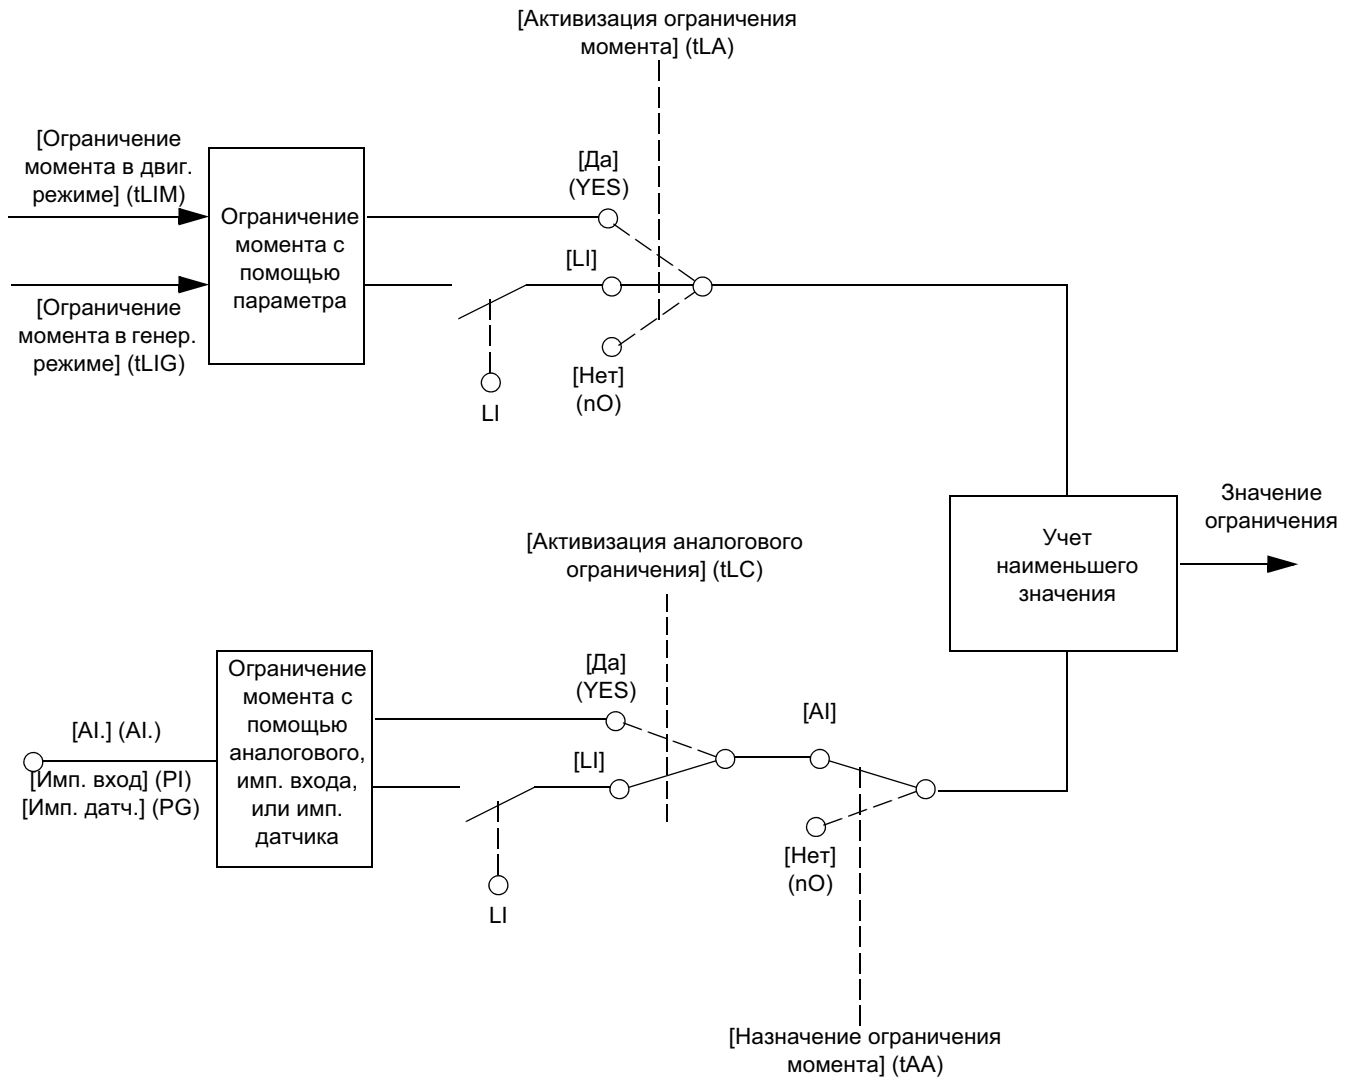 [Активизация ограничения
момента] (tLA)
[Ограничение
момента в двиг.
режиме] (tLIM)
Ограничение
момента с
помощью
параметра
[Да]
(YES)
[LI]
[Ограничение
момента в генер.
режиме] (tLIG)
LI
[Нет]
(nO)
Значение
ограничения
Учет
наименьшего
значения
[Активизация аналогового
ограничения] (tLC)
Ограничение
момента с
помощью
аналогового,
имп. входа,
или имп.
датчика
[Да]
(YES)
[AI.] (AI.)
[Имп. вход] (PI)
[Имп. датч.] (PG)
[LI]
[AI]
LI
[Нет]
(nO)
[Назначение ограничения
момента] (tAA)